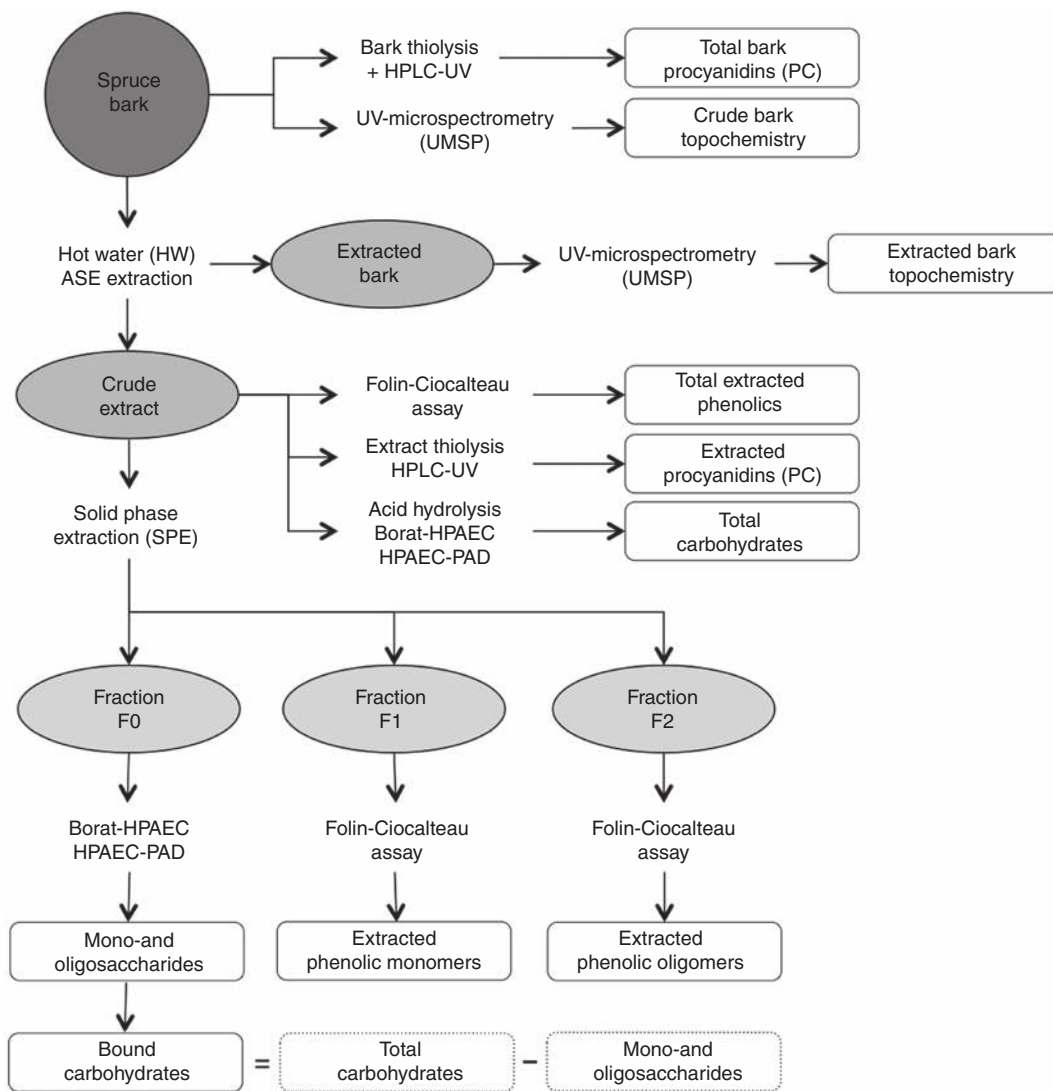 Spruce
bark
Bark thiolysis
+ HPLC-UV
Total bark
procyanidins (PC)
UV-microspectrometry
(UMSP)
Crude bark
topochemistry
Hot water (HW)
ASE extraction
Extracted
bark
UV-microspectrometry
(UMSP)
Extracted bark
topochemistry
Crude
extract
Folin-Ciocalteau
assay
Total extracted
phenolics
Extract thiolysis
HPLC-UV
Extracted
procyanidins (PC)
Acid hydrolysis
Borat-HPAEC
HPAEC-PAD
Total
carbohydrates
Solid phase
extraction (SPE)
Fraction
F0
Fraction
F1
Fraction
F2
Borat-HPAEC
HPAEC-PAD
Folin-Ciocalteau
assay
Folin-Ciocalteau
assay
Mono-and
oligosaccharides
Extracted
phenolic monomers
Extracted
phenolic oligomers
Bound
carbohydrates
=
Total
carbohydrates
–
Mono-and
oligosaccharides